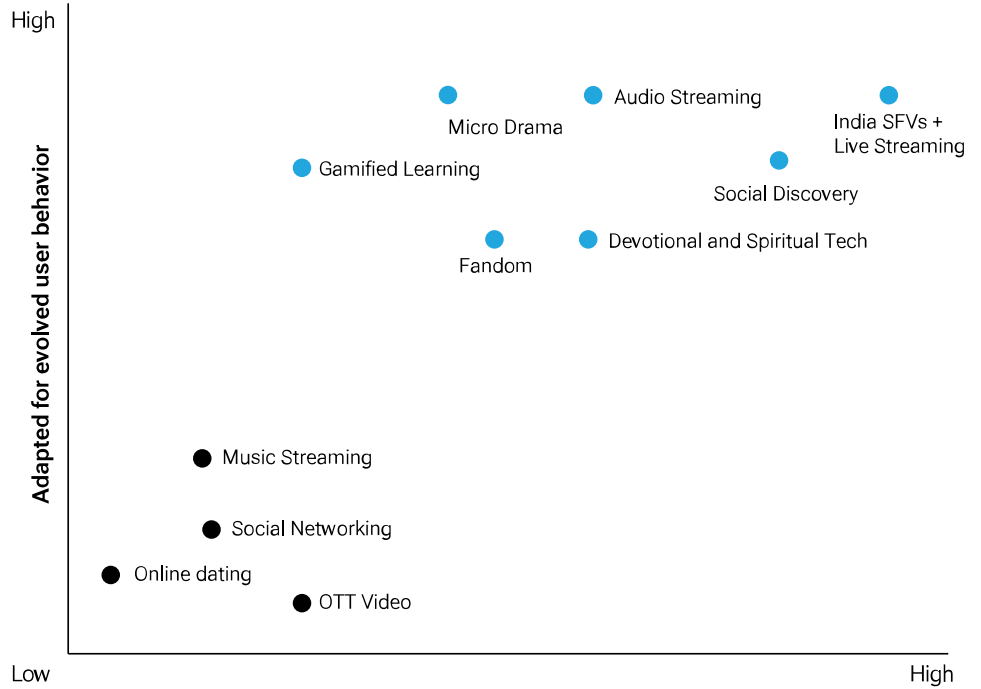 High
Audio Streaming
India SFVs +
Micro Drama
Live Streaming
Gamified Learning
Social Discovery
Devotional and Spiritual Tech
Fandom
Adapted for evolved user behavior
Music Streaming
Social Networking
Online dating
OTT Video
Low
High